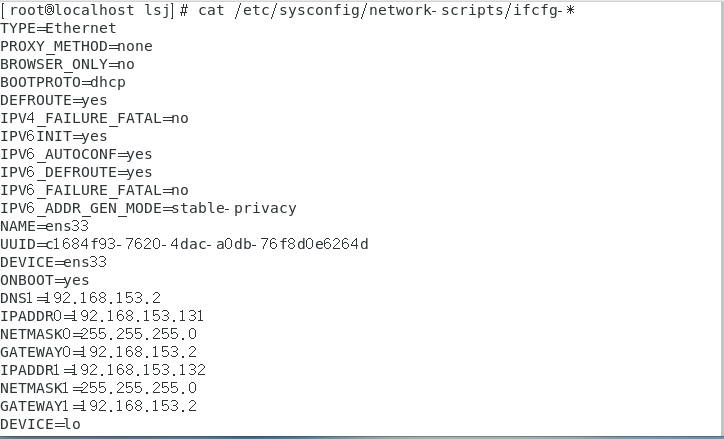 [root@localhost lsj]# cat /etc/sysconfig/network-scripts/ifcfg-*
TYPE=Ethernet
PROXY_METHOD=none
BROWSER_ONLY=no
BOOTPROTO=dhcp
DEFROUTE=yes
IPV4_FAILURE_FATAL=no
IPV6INIT=yes
IPV6_AUTOCONF=yes
IPV6_DEFROUTE=yes
IPV6_FAILURE_FATAL=no
IPV6_ADDR_GEN_MODE=stable-privacy
NAME=ens33
UUID=c1684f93-7620-4dac-a0db-76f8d0e6264d
DEVICE=ens33
ONBOOT=yes
DNS1=192.168.153.2
IPADDR0=192.168.153.131
NETMASK0=255.255.255.0
GATEWAY0=192.168.153.2
IPADDR1=192.168.153.132
NETMASK1=255.255.255.0
GATEWAY1=192.168.153.2
DEVICE=lo